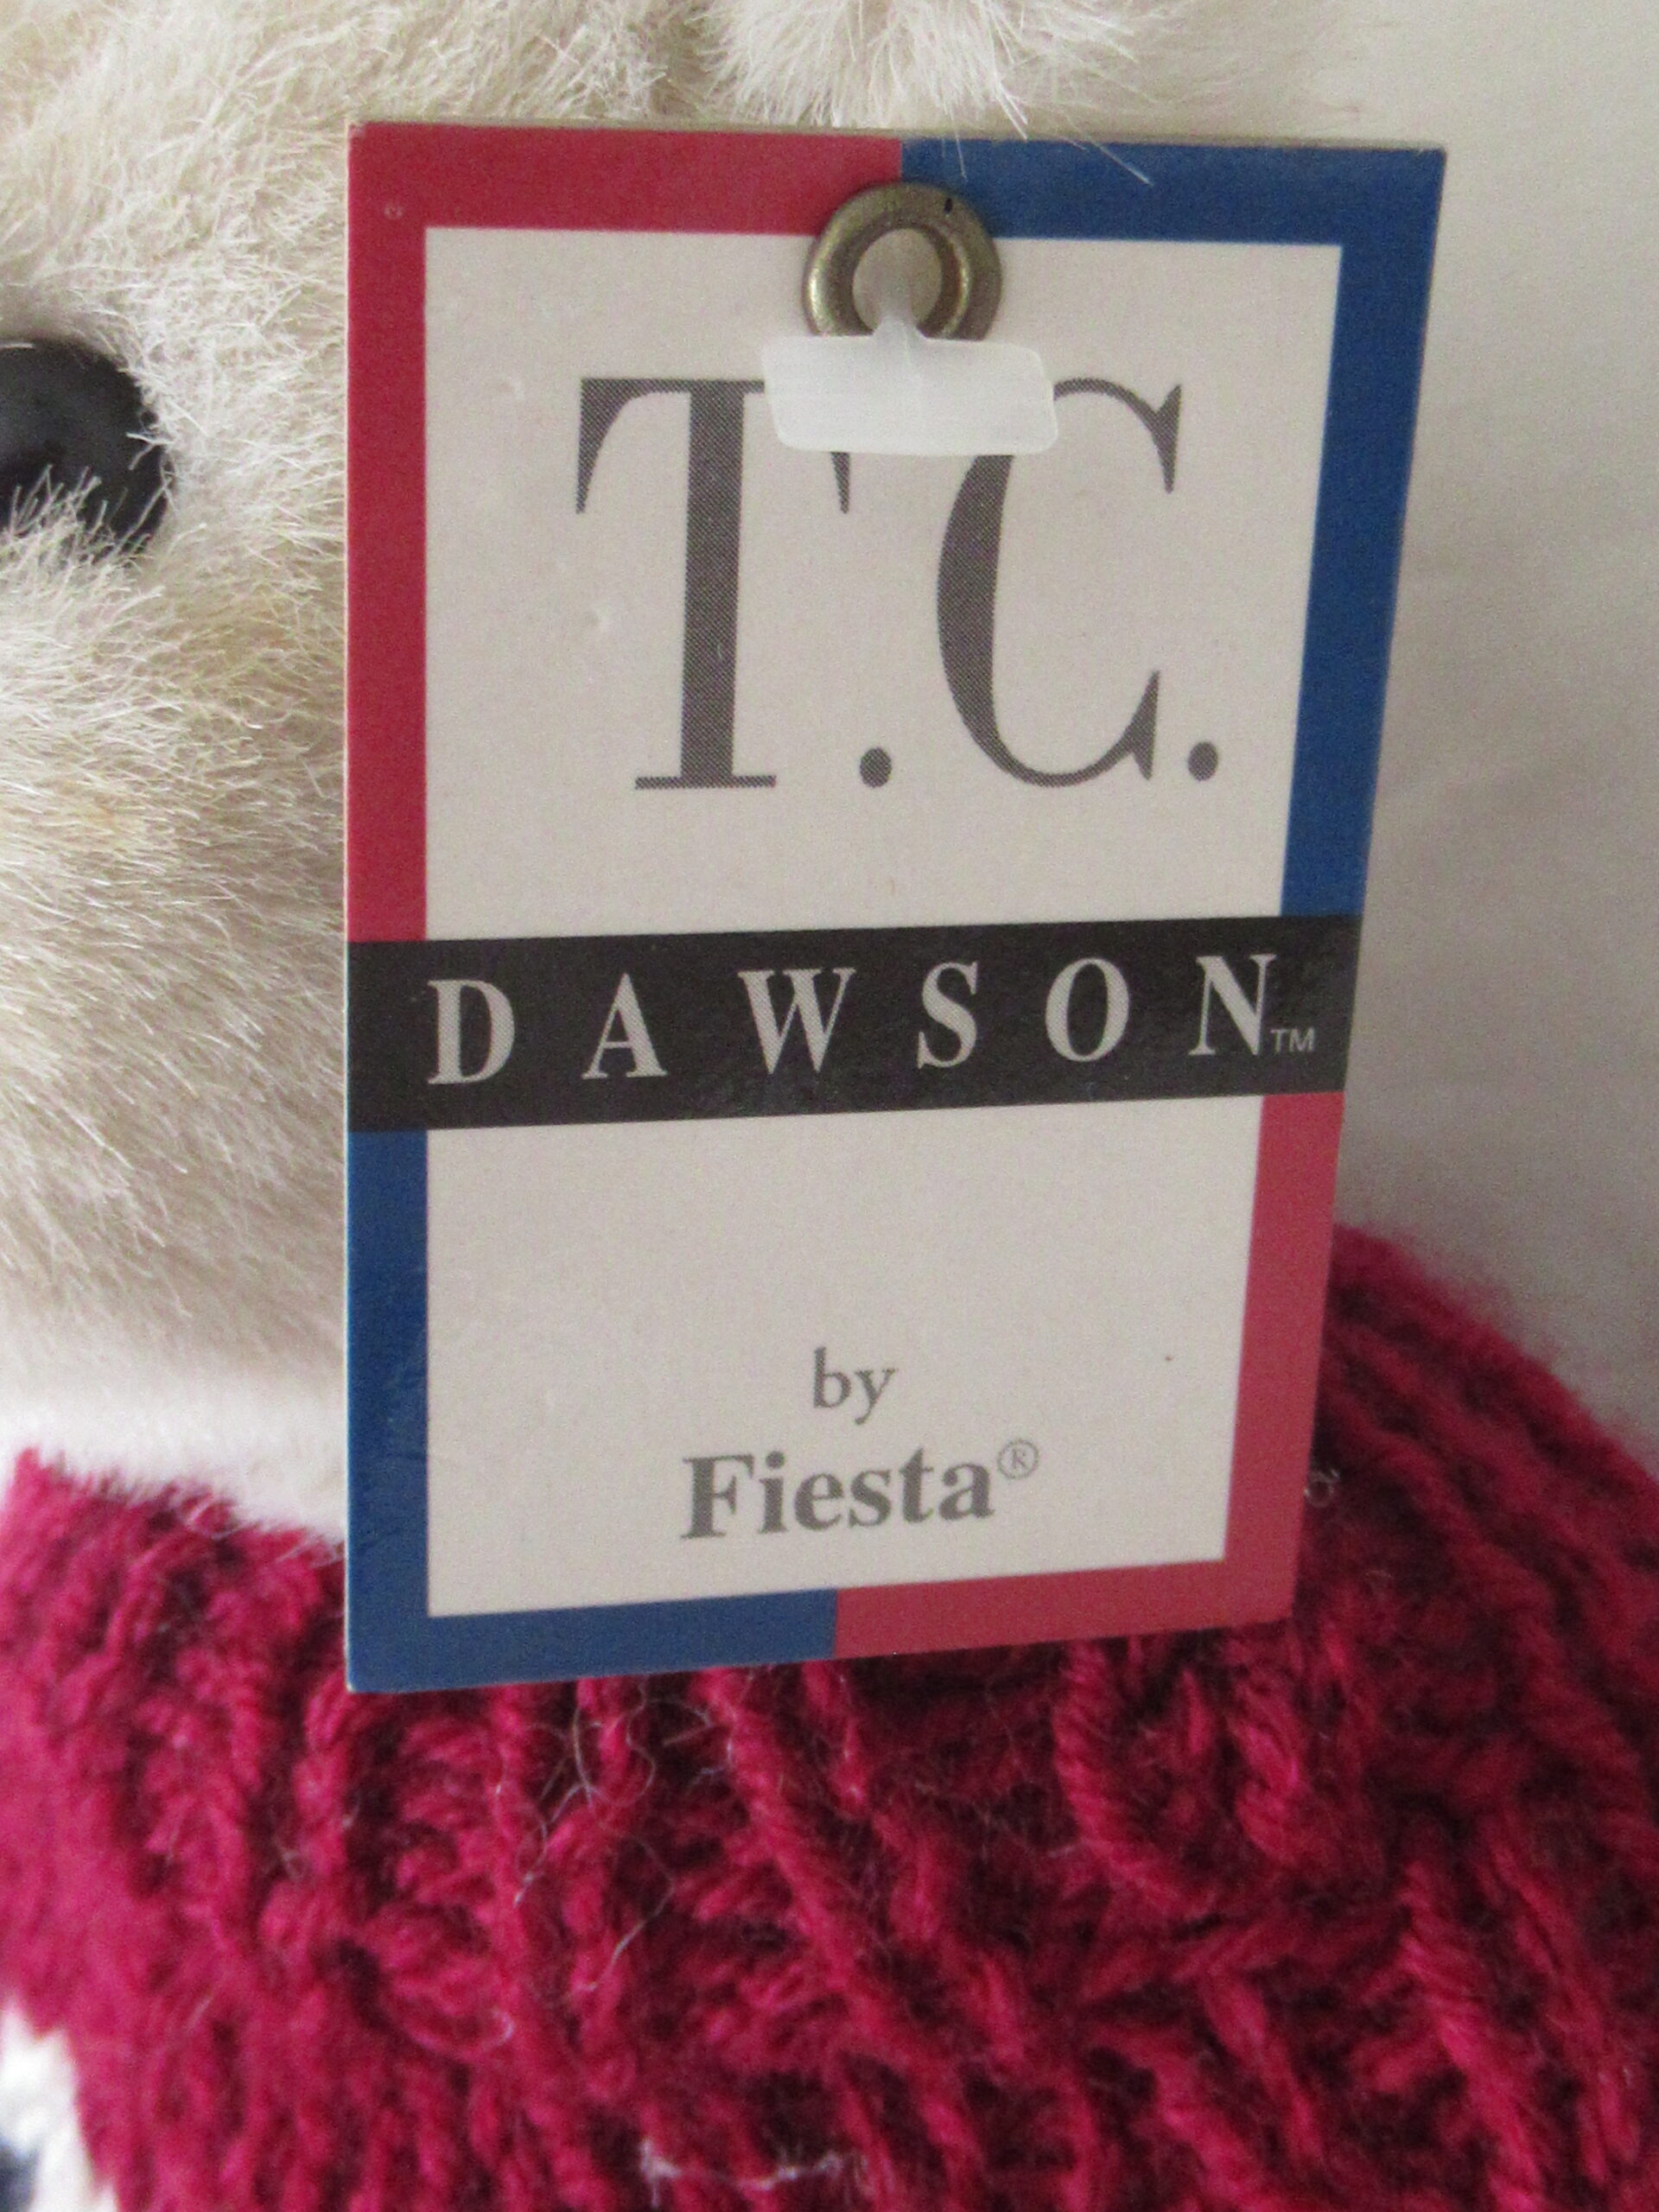 T.C.
DAWSON™
by
Fiesta®